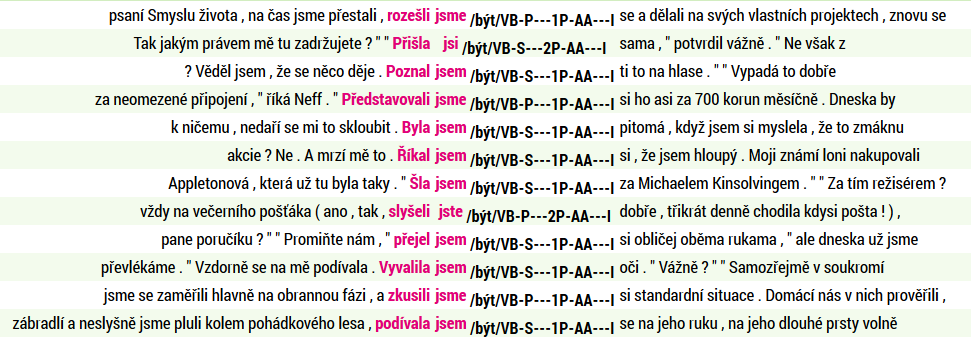 psaní Smyslu života , na čas jsme přestali , rozešli jsme /být/VB-P---1P-AA---I se a dělali na svých vlastních projektech , znovu se
Tak jakým právem mě tu zadržujete ? " " Přišla jsi /být/VB-S---2P-AA---I sama , " potvrdil vážně . " Ne však z
? Věděl jsem , že se něco děje . Poznal jsem /být/VB-S---1P-AA---I ti to na hlase . " " Vypadá to dobře
za neomezené připojení , " říká Neff . " Představovali jsme /být/VB-P---1P-AA---I si ho asi za 700 korun měsíčně . Dneska by
k ničemu , nedaří se mi to skloubit . Byla jsem /být/VB-S---1P-AA---I pitomá , když jsem si myslela , že to zmáknu
akcie ? Ne . A mrzí mě to . Říkal jsem /být/VB-S---1P-AA---I si , že jsem hloupý . Moji známí loni nakupovali
Appletonová , která už tu byla taky . " Šla jsem /být/VB-S---1P-AA---I za Michaelem Kinsolvingem . " " Za tím režisérem ?
vždy na večerního pošťáka ( ano , tak , slyšeli jste /být/VB-P---2P-AA---I dobře , třikrát denně chodila kdysi pošta ! ) ,
pane poručíku ? " " Promiňte nám , " přejel jsem /být/VB-S---1P-AA---I si obličej oběma rukama , " ale dneska už jsme
převlékáme . " Vzdorně se na mě podívala . Vyvalila jsem /být/VB-S---1P-AA---I oči . " Vážně ? " " Samozřejmě v soukromí
jsme se zaměřili hlavně na obrannou fázi , a zkusili jsme /být/VB-P---1P-AA---I si standardní situace . Domácí nás v nich prověřili ,
zábradlí a neslyšně jsme pluli kolem pohádkového lesa , podívala jsem /být/VB-S---1P-AA---I se na jeho ruku , na jeho dlouhé prsty volně